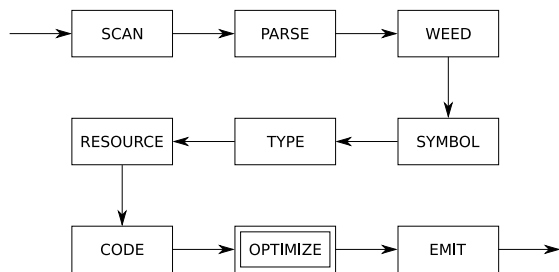 SCAN
PARSE
WEED
SYMBOL
TYPE
RESOURCE
CODE
OPTIMIZE
EMIT